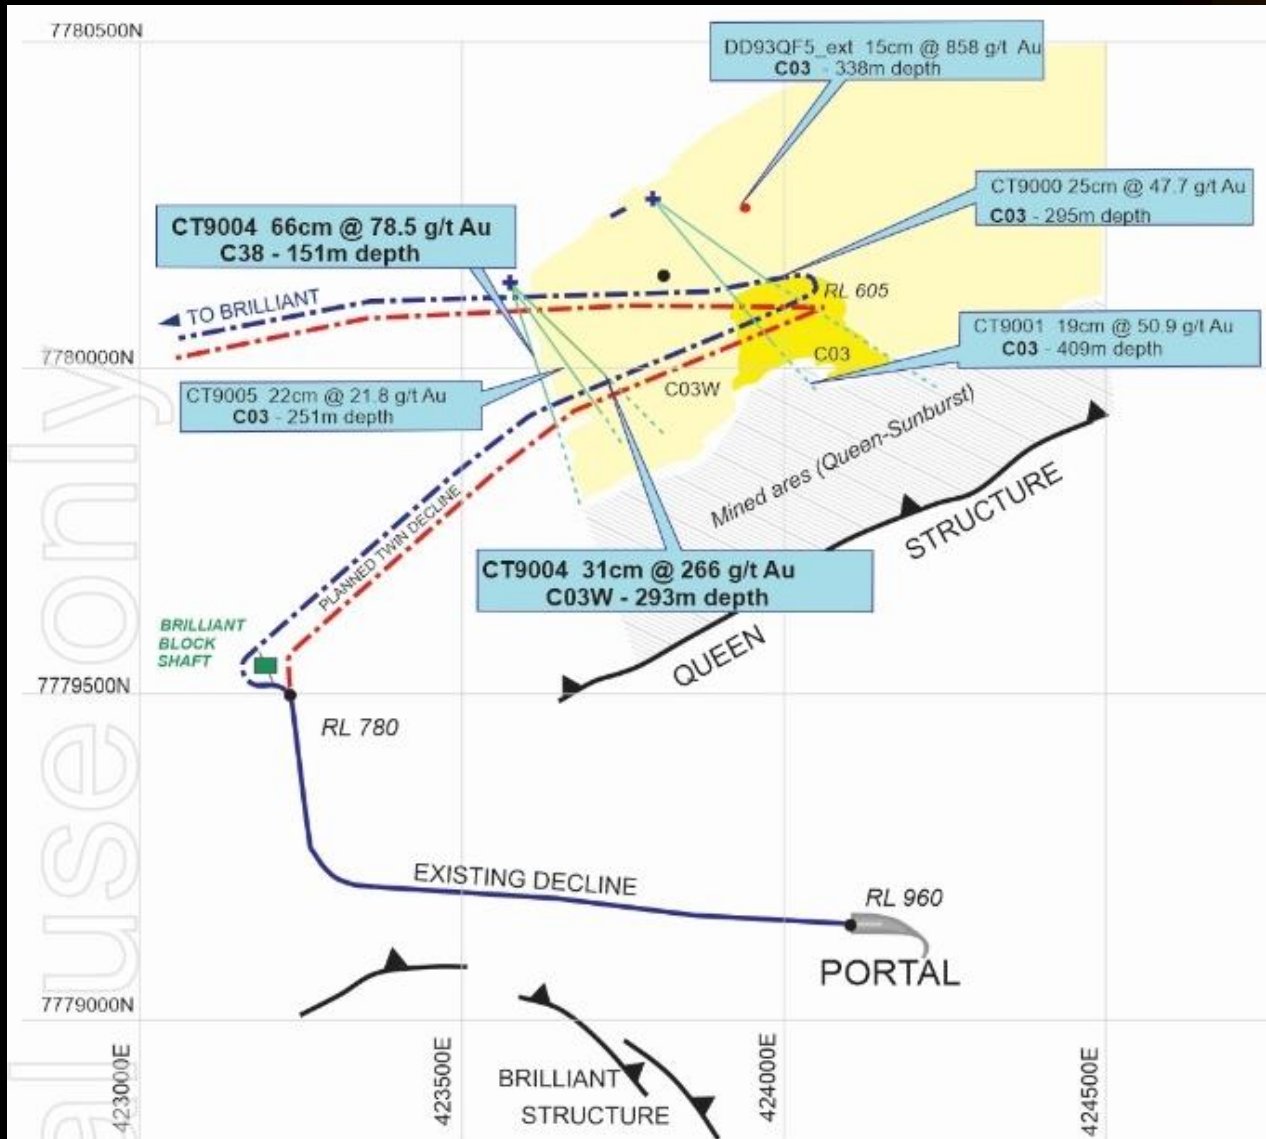 7780500N
DD93QF5_ext 15cm @ 858 g/t Au
C03 - 338m depth
CT9000 25cm @ 47.7 g/t Au
C03 - 295m depth
CT9004 66cm @ 78.5 g/t Au
C38 - 151m depth
TO BRILLIANT
RL 605
CT9001 19cm @ 50.9 g/t Au
C03 - 409m depth
7780000N
C03
CT9005 22cm @ 21.8 g/t Au
C03 - 251m depth
C03W
Mined ares (Queen-Sunburst)
PLANNED TWIN DECLINE
STRUCTURE
CT9004 31cm @ 266 g/t Au
C03W - 293m depth
QUEEN
BRILLIANT
BLOCK
SHAFT
7779500N
RL 780
EXISTING DECLINE
RL 960
PORTAL
7779000N
423000E
423500E
424000E
424500E
BRILLIANT
STRUCTURE
al use only